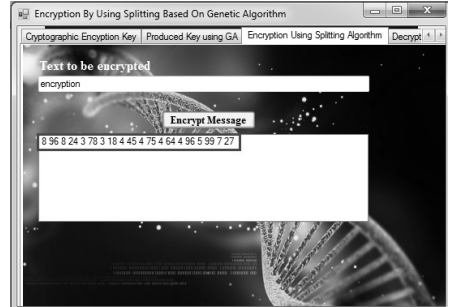 Encryption By Using Splitting Based On Genetic Algorithm
Cryptographic Encyption Key Produced Key using GA Encryption Using Splitting Algorithm Decrypt
Text to be encrypted
encryption
Encrypt Message
8 96 8 24 3 78 3 18 4 45 4 75 4 64 4 96 5 99 7 27